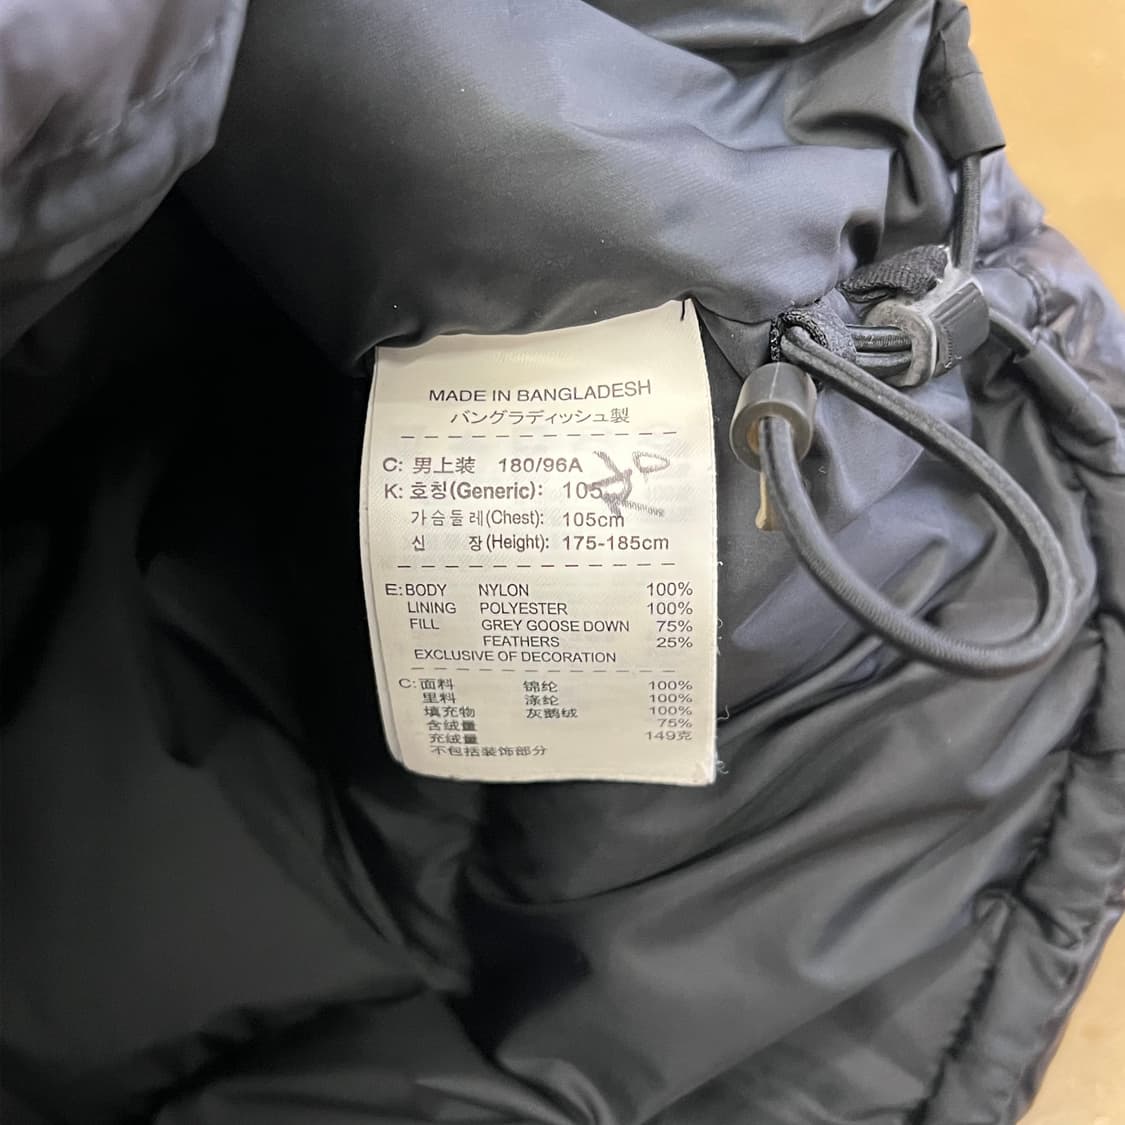 MADE IN BANGLADESH
バングラディッシュ製
C: 男上装 180/96A
K: 호칭(Generic): 105
가슴둘레(Chest): 105cm
신 장(Height): 175-185cm
E: BODY NYLON 100%
LINING POLYESTER 100%
FILL GREY GOOSE DOWN 75%
FEATHERS 25%
EXCLUSIVE OF DECORATION
C: 面料 锦纶 100%
里料 涤纶 100%
填充物 灰鹅绒 100%
含绒量 75%
充绒量 149克
不包括装饰部分